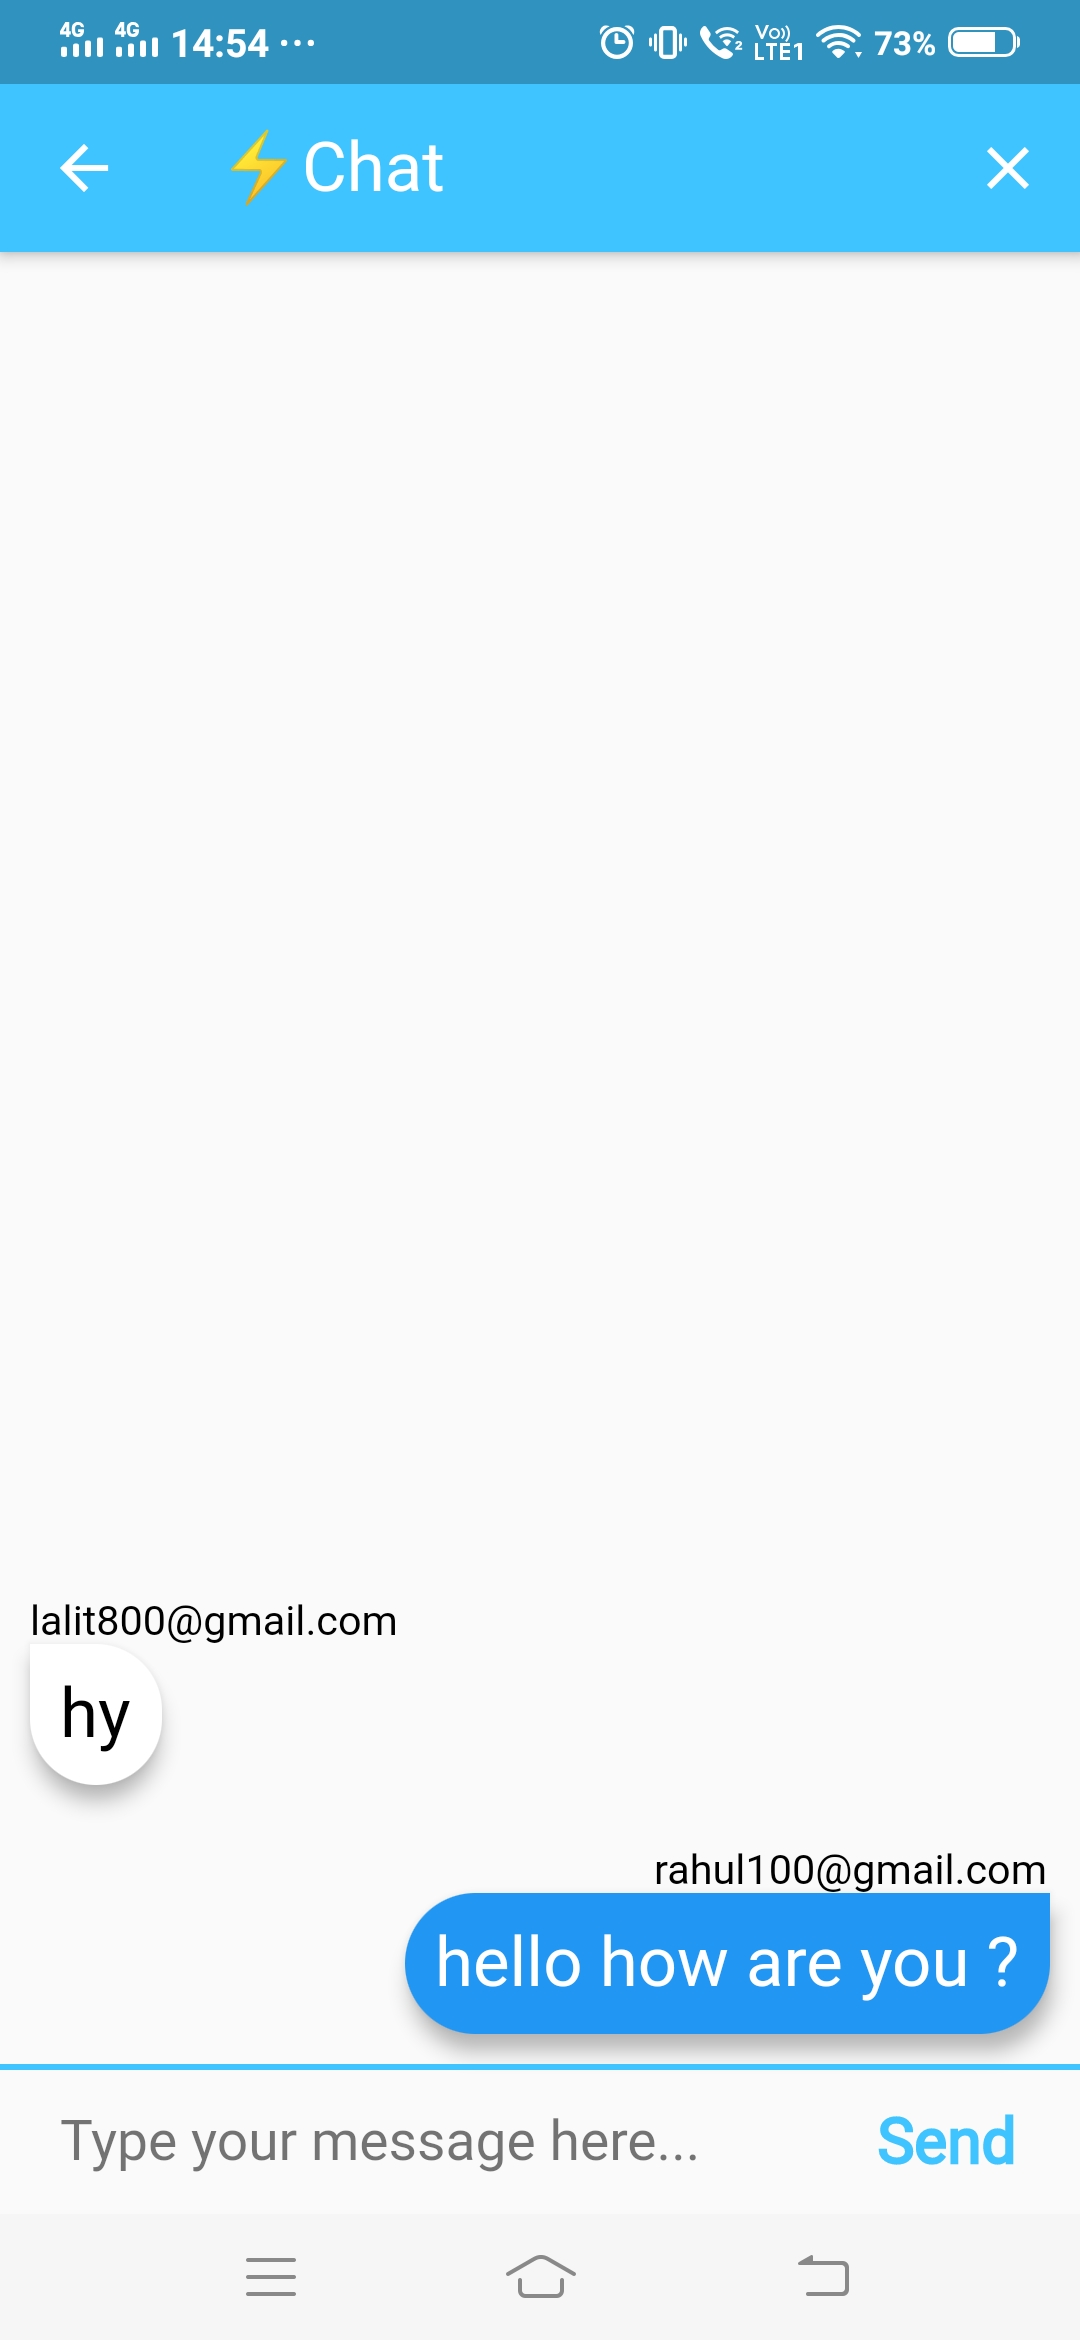 4G 4G 14:54 ... 2 Vo)) LTE1 73%
⚡Chat
lalit800@gmail.com
hy
rahul100@gmail.com
hello how are you ?
Type your message here... Send